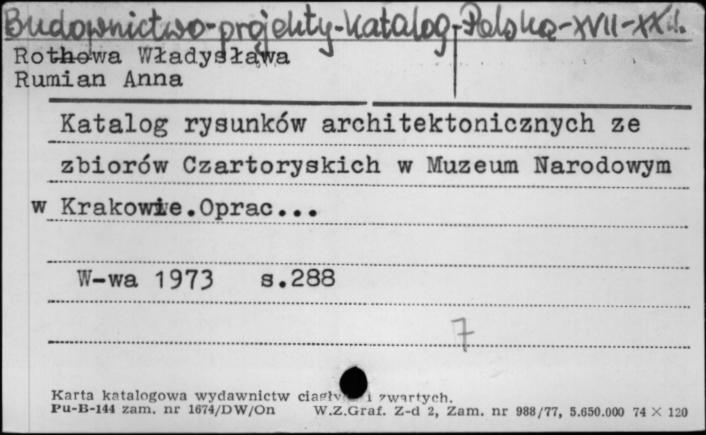 Budownictwo-projekty-katalog-Polska-XVII-XX w.
Rothowa Władysława
Rumian Anna
Katalog rysunków architektonicznych ze
zbiorów Czartoryskich w Muzeum Narodowym
w Krakowie.Oprac...
W-wa 1973 s.288
7
Karta katalogowa wydawnictw i zwartych.
Pu-B-144 zam. nr 1674/DW/On W.Z.Graf. Z-d 2, Zam. nr 988/77, 5.650.000 74 × 120